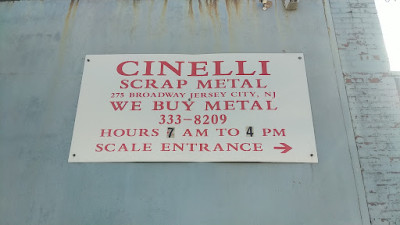 CINELLI
SCRAP METAL
275 BROADWAY JERSEY CITY, NJ
WE BUY METAL
333-8209
HOURS 7 AM TO 4 PM
SCALE ENTRANCE →